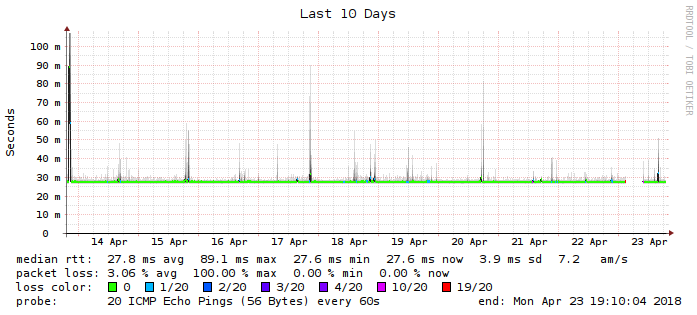 Last 10 Days
RRDTOOL / TOBI OETIKER
Seconds
100 m
90 m
80 m
70 m
60 m
50 m
40 m
30 m
20 m
10 m
0
14 Apr 15 Apr 16 Apr 17 Apr 18 Apr 19 Apr 20 Apr 21 Apr 22 Apr 23 Apr
median rtt: 27.8 ms avg 89.1 ms max 27.6 ms min 27.6 ms now 3.9 ms sd 7.2 am/s
packet loss: 3.06 % avg 100.00 % max 0.00 % min 0.00 % now
loss color: 0 1/20 2/20 3/20 4/20 10/20 19/20
probe: 20 ICMP Echo Pings (56 Bytes) every 60s end: Mon Apr 23 19:10:04 2018